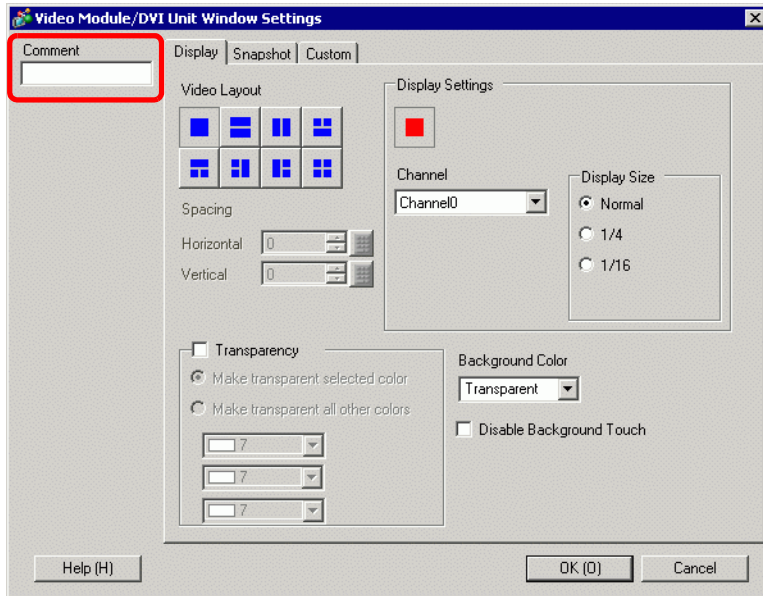 Video Module/DVI Unit Window Settings
Comment
Display Snapshot Custom
Video Layout
Display Settings
Channel
Channel0
Display Size
Normal
1/4
1/16
Spacing
Horizontal 0
Vertical 0
Transparency
Make transparent selected color
Make transparent all other colors
7
7
7
Background Color
Transparent
Disable Background Touch
Help (H)
OK (O)
Cancel